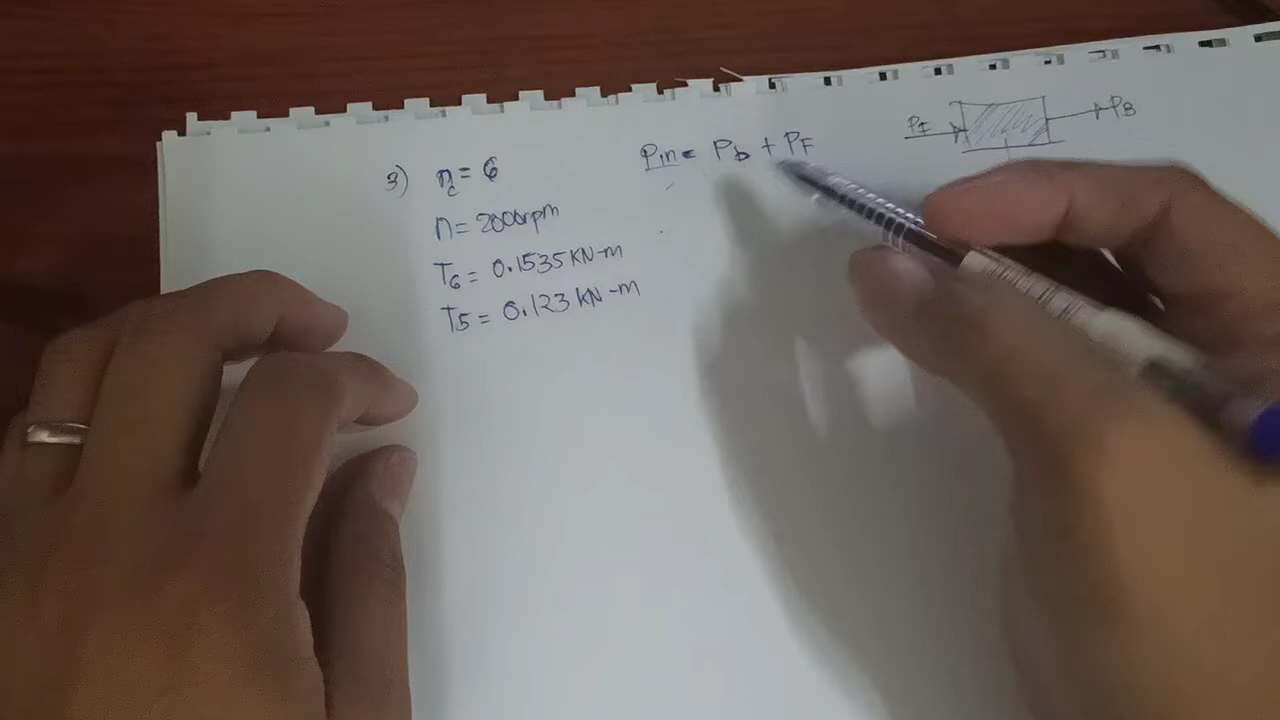 3) nc = 6
n = 2000rpm
T6 = 0.1535 KN-m
T5 = 0.123 KN-m
Pin = Pb + PF
PI
PB